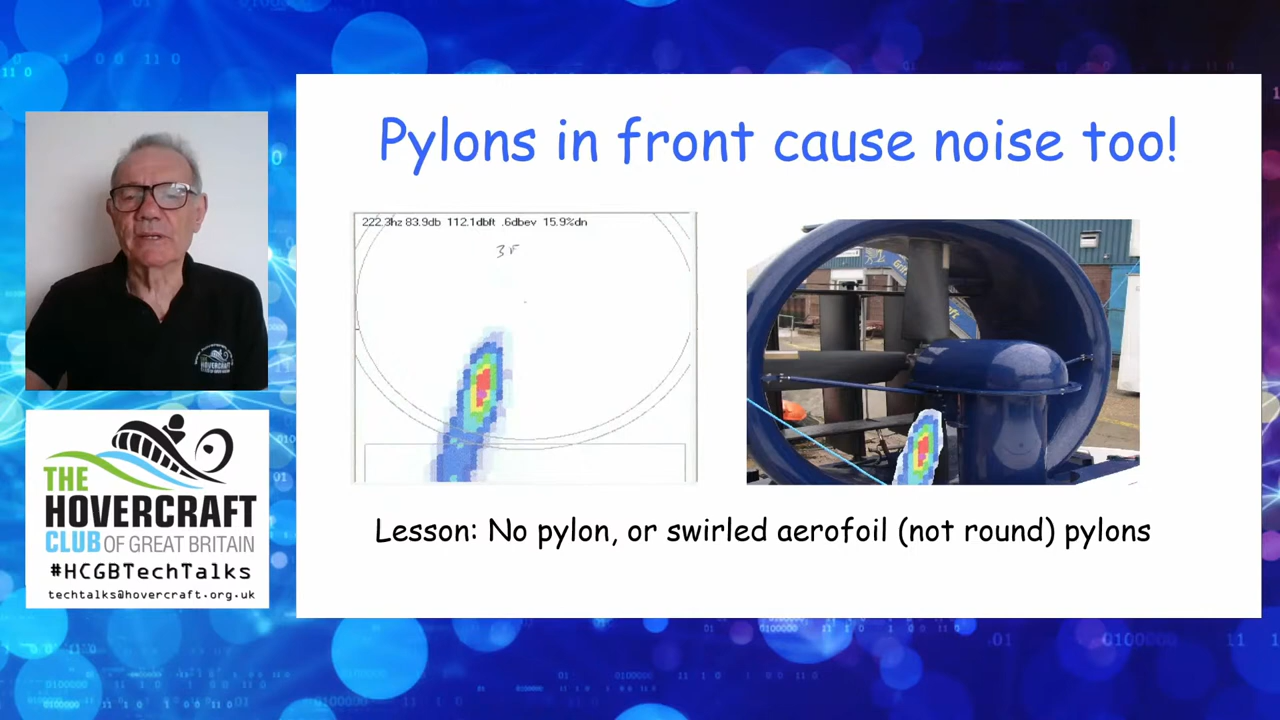 Pylons in front cause noise too!
222.3hz 83.9db 112.1dbft .6dbev 15.9%dn
3F
Lesson: No pylon, or swirled aerofoil (not round) pylons
THE
HOVERCRAFT
CLUB OF GREAT BRITAIN
#HCGBTechTalks
techtalks@hovercraft.org.uk